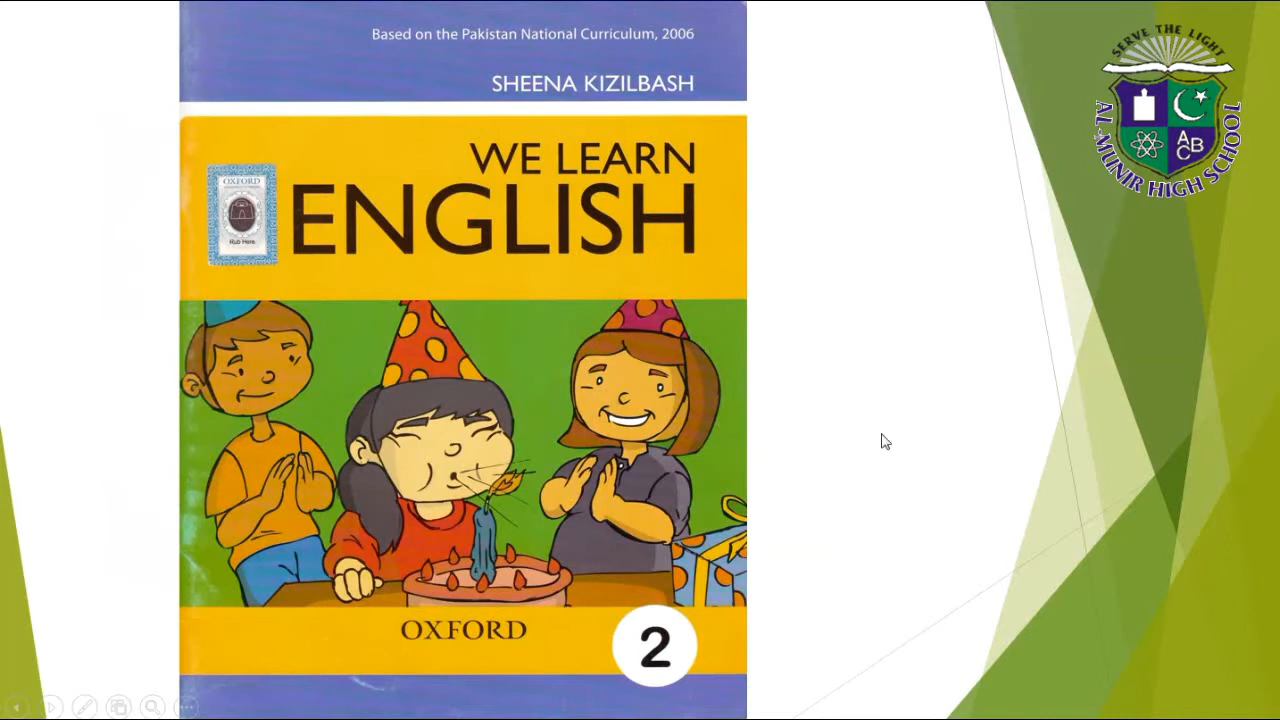 Based on the Pakistan National Curriculum, 2006
SHEENA KIZILBASH
WE LEARN
ENGLISH
OXFORD
Rub Here
OXFORD
2
SERVE THE LIGHT
ABC
AL-MUNIR HIGH SCHOOL